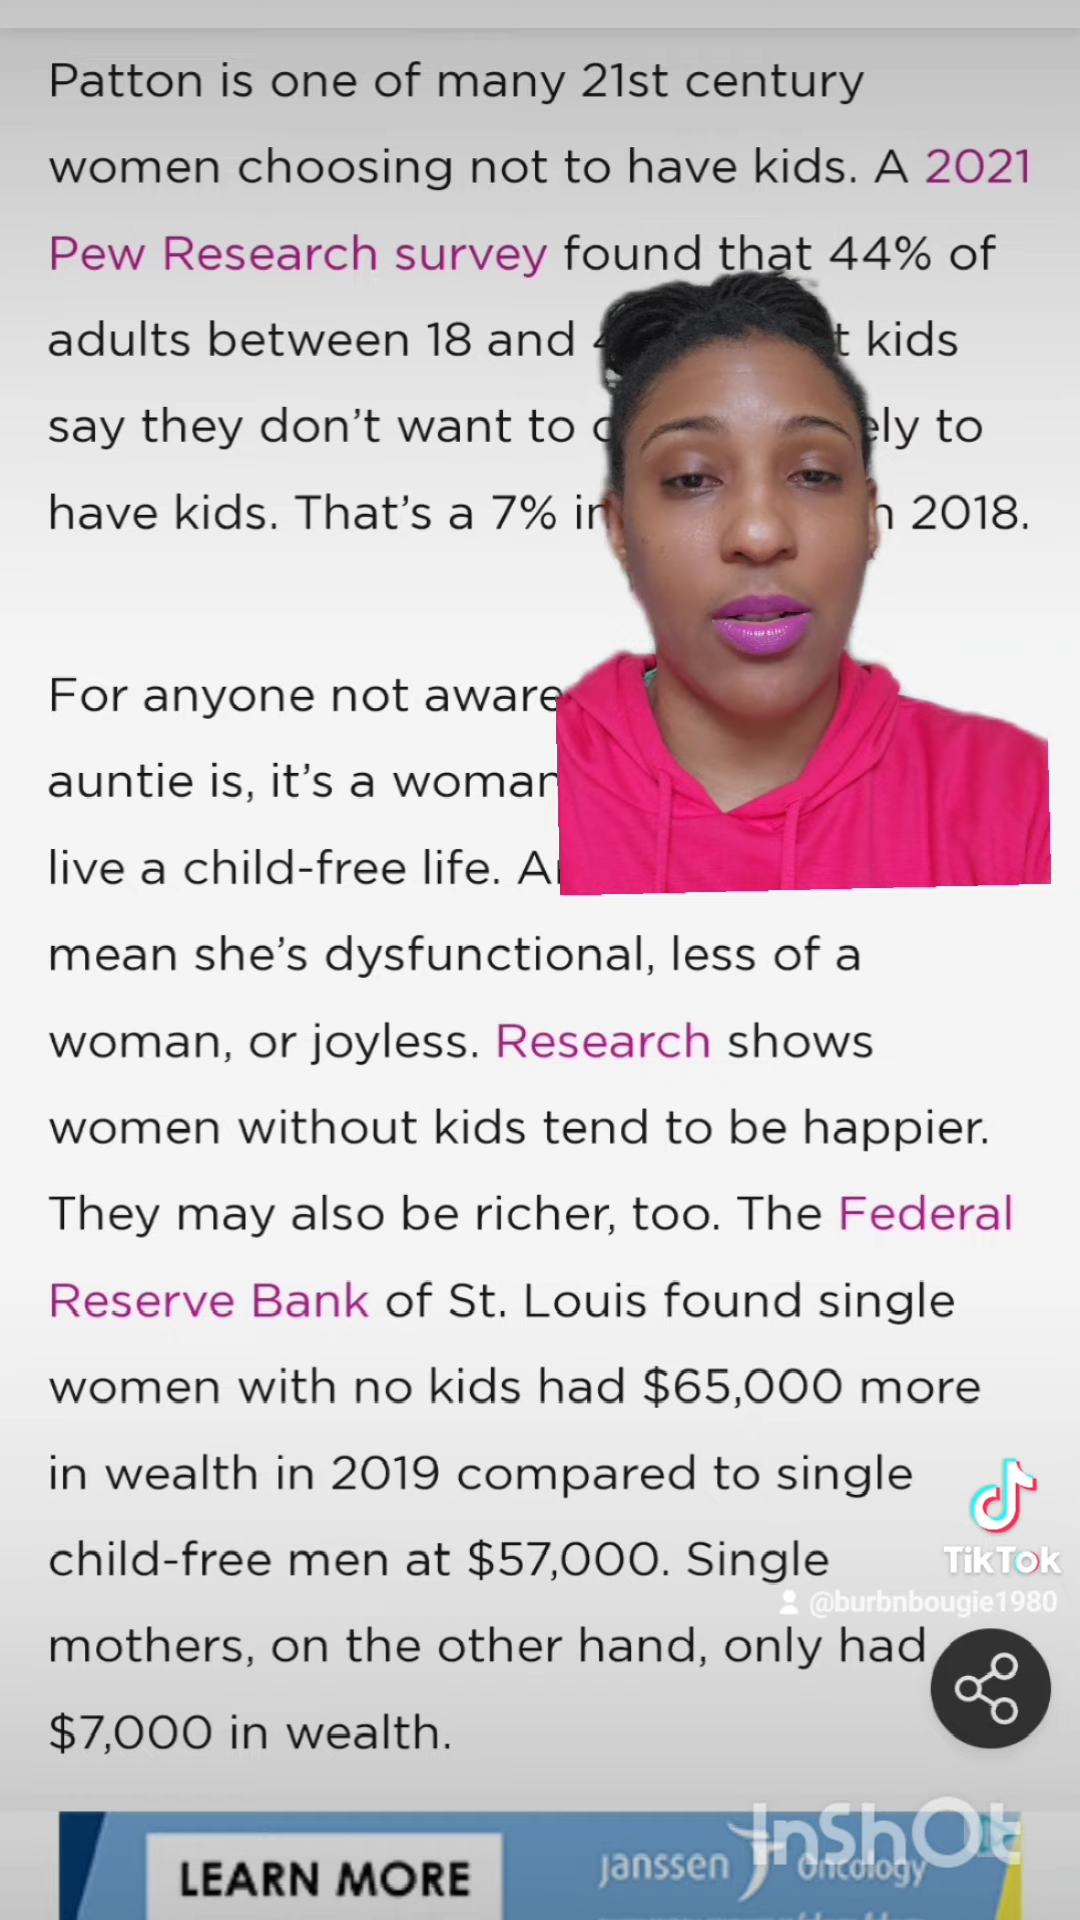 Patton is one of many 21st century
women choosing not to have kids. A 2021
Pew Research survey found that 44% of
adults between 18 and kids
say they don't want to to
have kids. That's a 7% 2018.
For anyone not aware
auntie is, it's a woman
live a child-free life.
mean she's dysfunctional, less of a
woman, or joyless. Research shows
women without kids tend to be happier.
They may also be richer, too. The Federal
Reserve Bank of St. Louis found single
women with no kids had $65,000 more
in wealth in 2019 compared to single
child-free men at $57,000. Single
mothers, on the other hand, only had
$7,000 in wealth.
TikTok
@burbnbougie1980
LEARN MORE
janssen oncology
InShOt